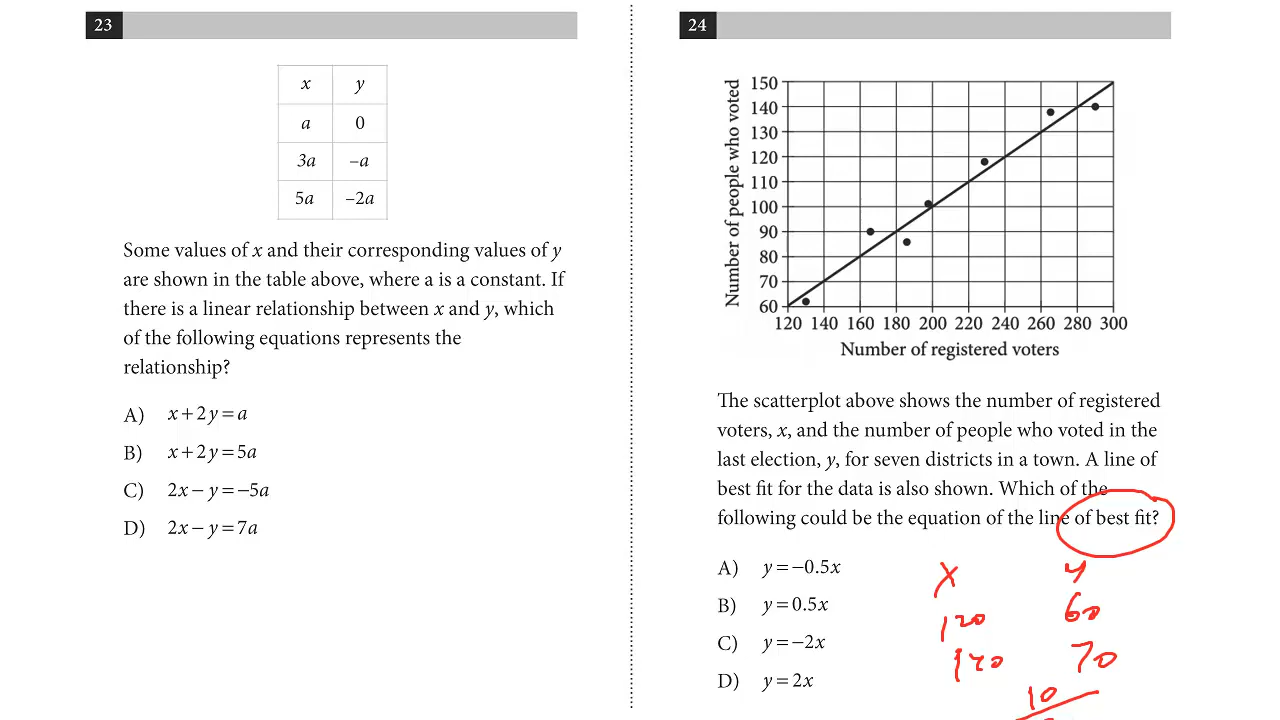 23
x y
a 0
3a –a
5a –2a
Some values of x and their corresponding values of y
are shown in the table above, where a is a constant. If
there is a linear relationship between x and y, which
of the following equations represents the
relationship?
A) x + 2y = a
B) x + 2y = 5a
C) 2x − y = −5a
D) 2x − y = 7a
24
Number of people who voted
150
140
130
120
110
100
90
80
70
60
120 140 160 180 200 220 240 260 280 300
Number of registered voters
The scatterplot above shows the number of registered
voters, x, and the number of people who voted in the
last election, y, for seven districts in a town. A line of
best fit for the data is also shown. Which of the
following could be the equation of the line of best fit?
A) y = −0.5x
B) y = 0.5x
C) y = −2x
D) y = 2x
x y
120 60
140 70
10